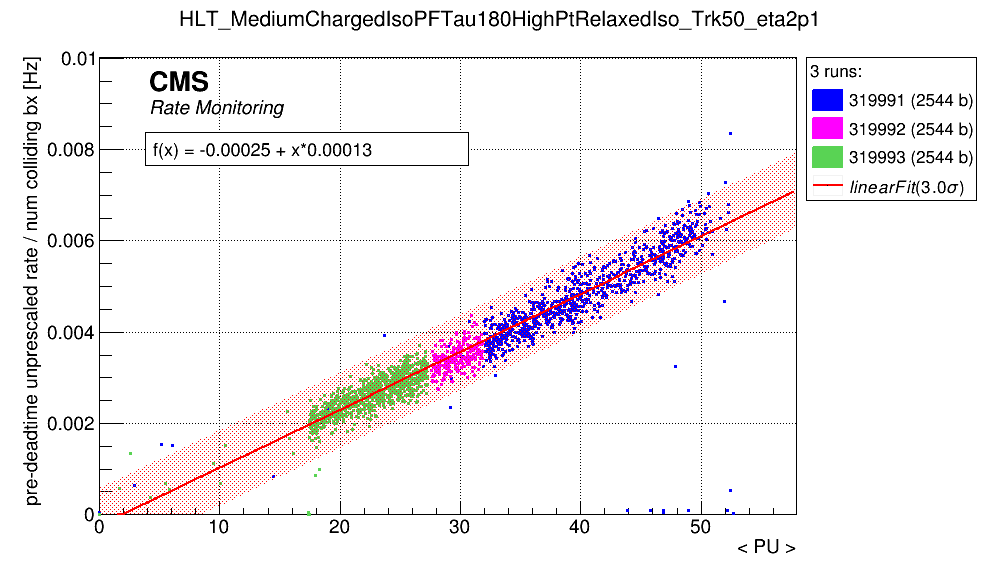 HLT_MediumChargedIsoPFTau180HighPtRelaxedIso_Trk50_eta2p1
pre-deadtime unprescaled rate / num colliding bx [Hz]
0.01
0.008
0.006
0.004
0.002
0
CMS
Rate Monitoring
f(x) = -0.00025 + x*0.00013
3 runs:
319991 (2544 b)
319992 (2544 b)
319993 (2544 b)
linearFit(3.0σ)
0 10 20 30 40 50
< PU >